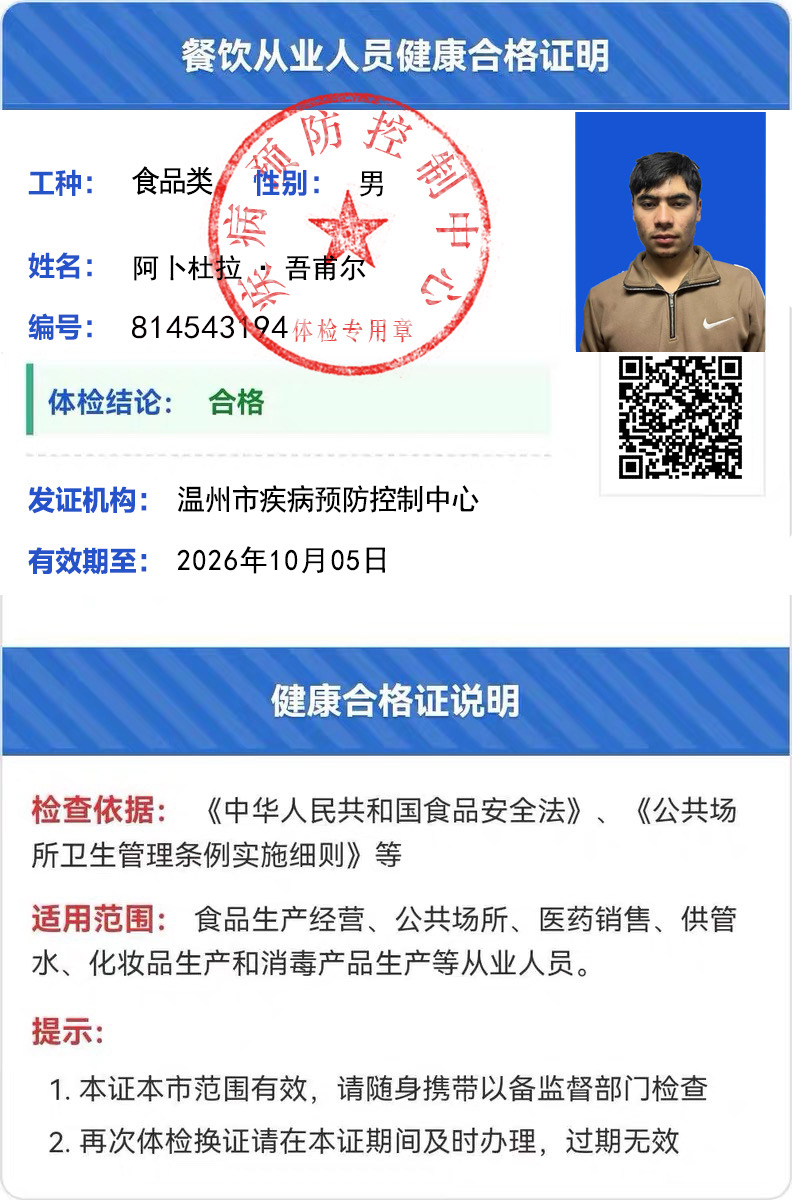 餐饮从业人员健康合格证明
疾病预防控制中心
工种： 食品类 性别： 男
姓名： 阿卜杜拉·吾甫尔
编号： 814543194
体检专用章
体检结论： 合格
发证机构： 温州市疾病预防控制中心
有效期至： 2026年10月05日
健康合格证说明
检查依据： 《中华人民共和国食品安全法》、《公共场
所卫生管理条例实施细则》等
适用范围： 食品生产经营、公共场所、医药销售、供管
水、化妆品生产和消毒产品生产等从业人员。
提示：
1. 本证本市范围有效，请随身携带以备监督部门检查
2. 再次体检换证请在本证期间及时办理，过期无效